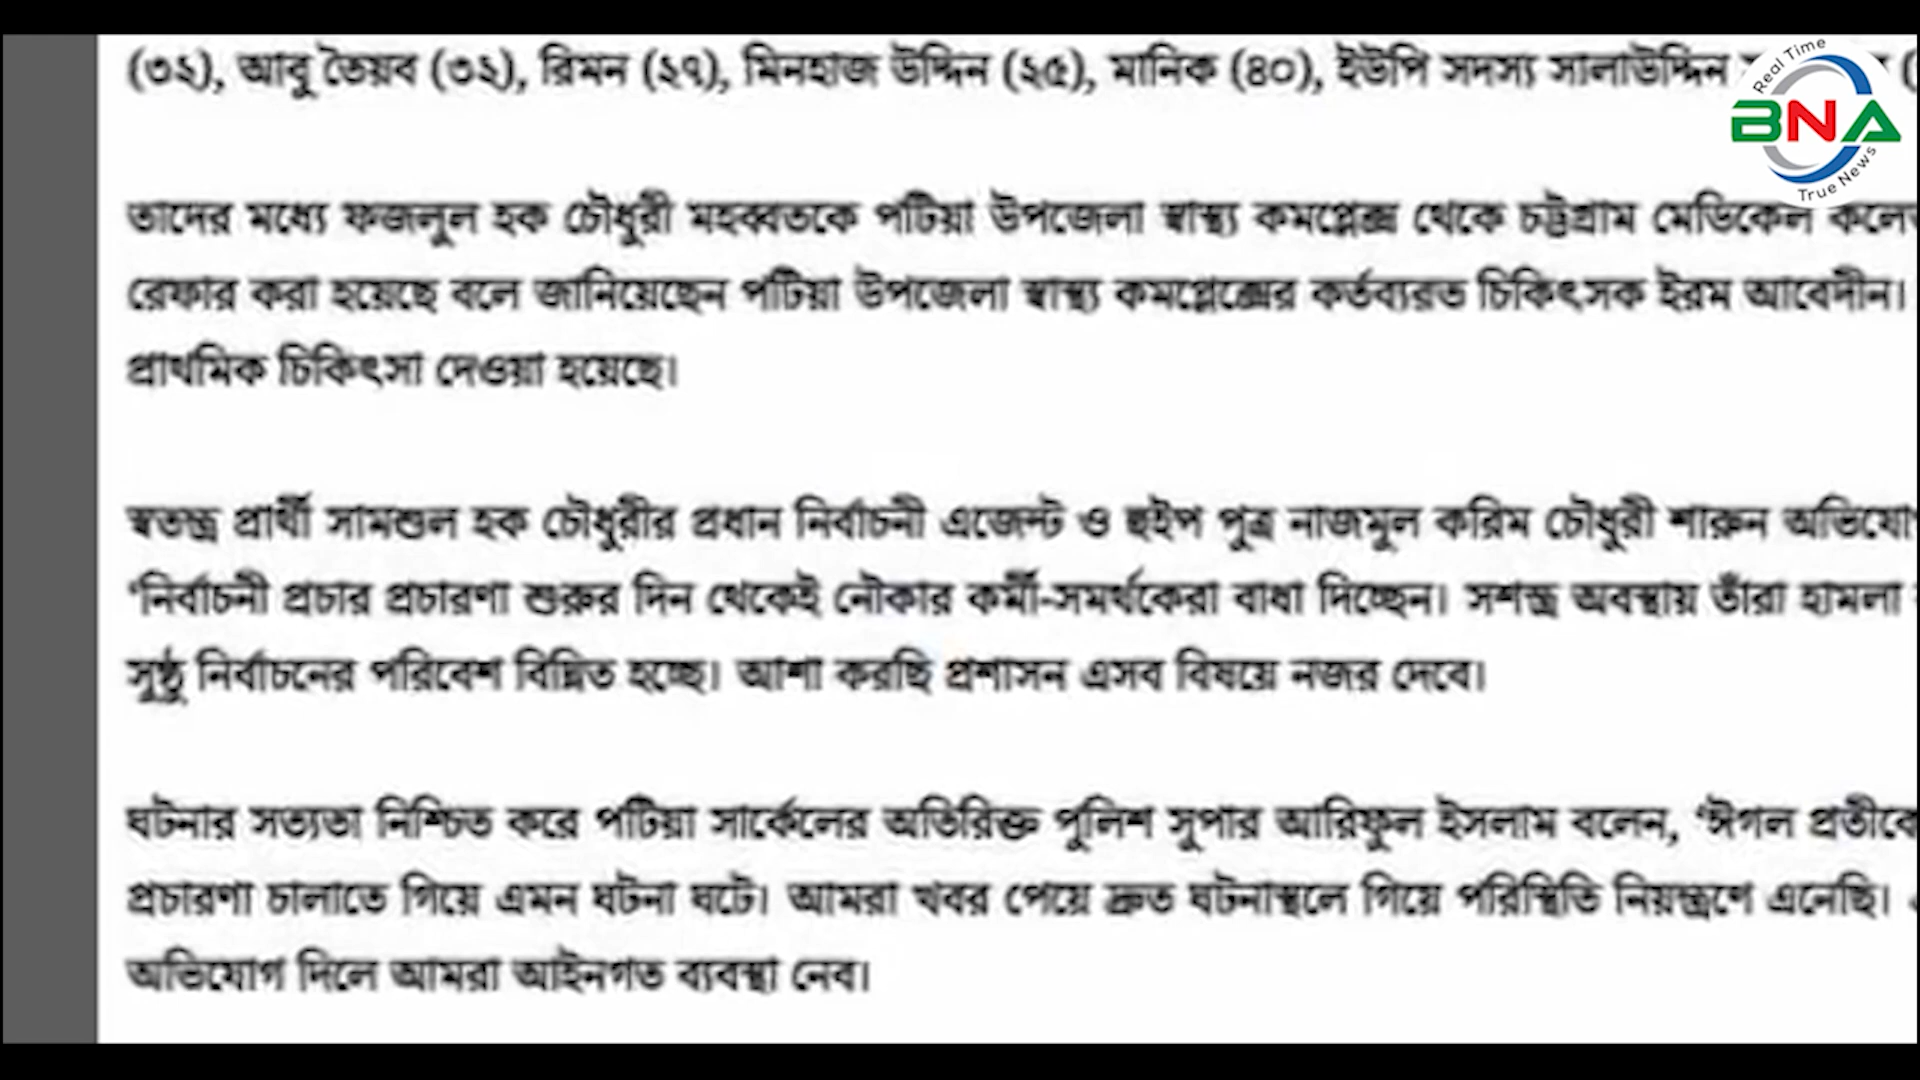 (৩২), আবু তৈয়ব (৩২), রিমন (২৭), মিনহাজ উদ্দিন (২৫), মানিক (৪০), ইউপি সদস্য সালাউদ্দিন
Real Time
BNA
True News
তাদের মধ্যে ফজলুল হক চৌধুরী মহব্বতকে পটিয়া উপজেলা স্বাস্থ্য কমপ্লেক্স থেকে চট্টগ্রাম মেডিকেল
রেফার করা হয়েছে বলে জানিয়েছেন পটিয়া উপজেলা স্বাস্থ্য কমপ্লেক্সের কর্তব্যরত চিকিৎসক ইরম আবেদীন।
প্রাথমিক চিকিৎসা দেওয়া হয়েছে।
স্বতন্ত্র প্রার্থী সামশুল হক চৌধুরীর প্রধান নির্বাচনী এজেন্ট ও হুইপ পুত্র নাজমুল করিম চৌধুরী শারুন
‘নির্বাচনী প্রচার প্রচারণা শুরুর দিন থেকেই নৌকার কর্মী-সমর্থকেরা বাধা দিচ্ছেন। সশস্ত্র অবস্থায় তাঁরা হামলা
সুষ্ঠু নির্বাচনের পরিবেশ বিঘ্নিত হচ্ছে। আশা করছি প্রশাসন এসব বিষয়ে নজর দেবে।
ঘটনার সত্যতা নিশ্চিত করে পটিয়া সার্কেলের অতিরিক্ত পুলিশ সুপার আরিফুল ইসলাম বলেন, ‘ঈগল
প্রচারণা চালাতে গিয়ে এমন ঘটনা ঘটে। আমরা খবর পেয়ে দ্রুত ঘটনাস্থলে গিয়ে পরিস্থিতি নিয়ন্ত্রণে এনেছি।
অভিযোগ দিলে আমরা আইনগত ব্যবস্থা নেব।